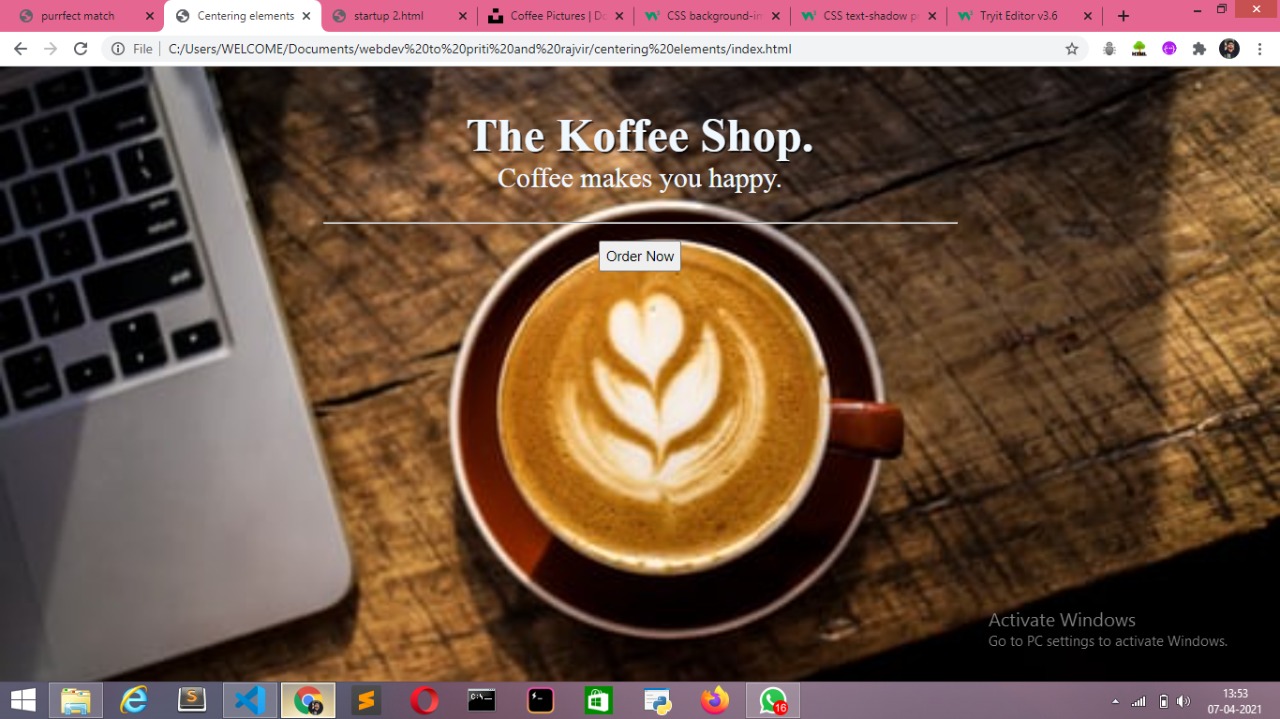 purrfect match
Centering elements
startup 2.html
Coffee Pictures | Do
CSS background-in
CSS text-shadow p
Tryit Editor v3.6
File
C:/Users/WELCOME/Documents/webdev%20to%20priti%20and%20rajvir/centering%20elements/index.html
The Koffee Shop.
Coffee makes you happy.
Order Now
Activate Windows
Go to PC settings to activate Windows.
16
13:53
07-04-2021